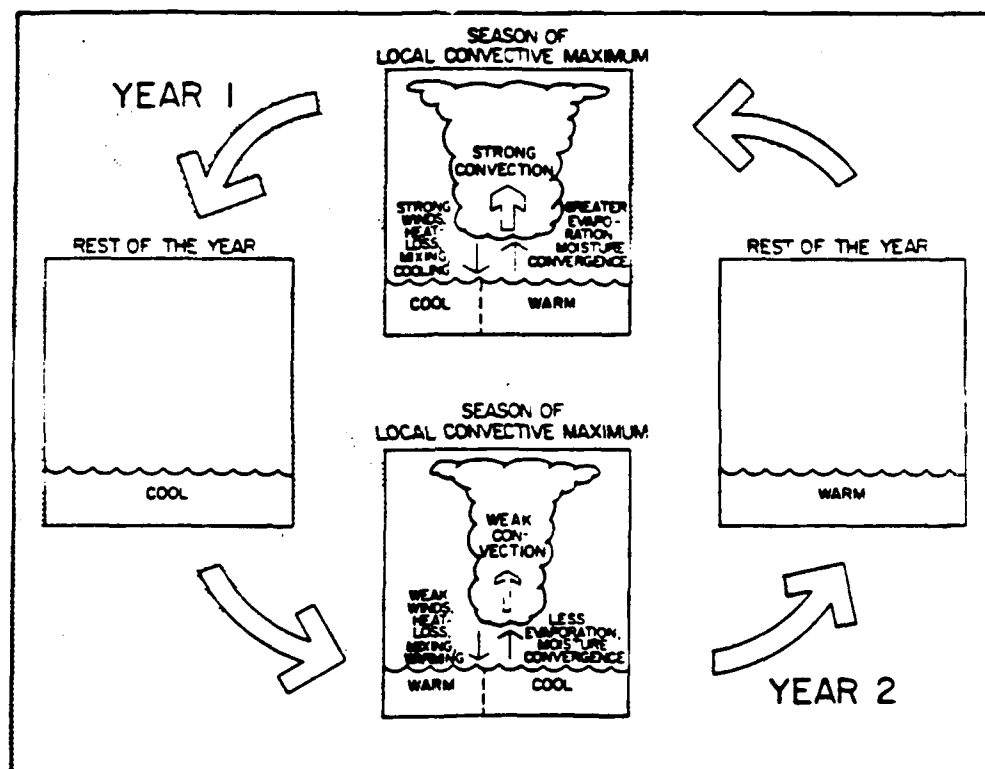 SEASON OF
LOCAL CONVECTIVE MAXIMUM
YEAR 1
STRONG
CONVECTION
STRONG
WINDS,
HEAT-
LOSS,
MIXING
COOLING
GREATER
EVAPO-
RATION
MOISTURE
CONVERGENCE
COOL
WARM
REST OF THE YEAR
COOL
REST OF THE YEAR
WARM
SEASON OF
LOCAL CONVECTIVE MAXIMUM
WEAK
CON-
VECTION
WEAK
WINDS,
HEAT-
LOSS,
MIXING,
WARMING
LESS
EVAPORATION,
MOISTURE
CONVERGENCE
WARM
COOL
YEAR 2